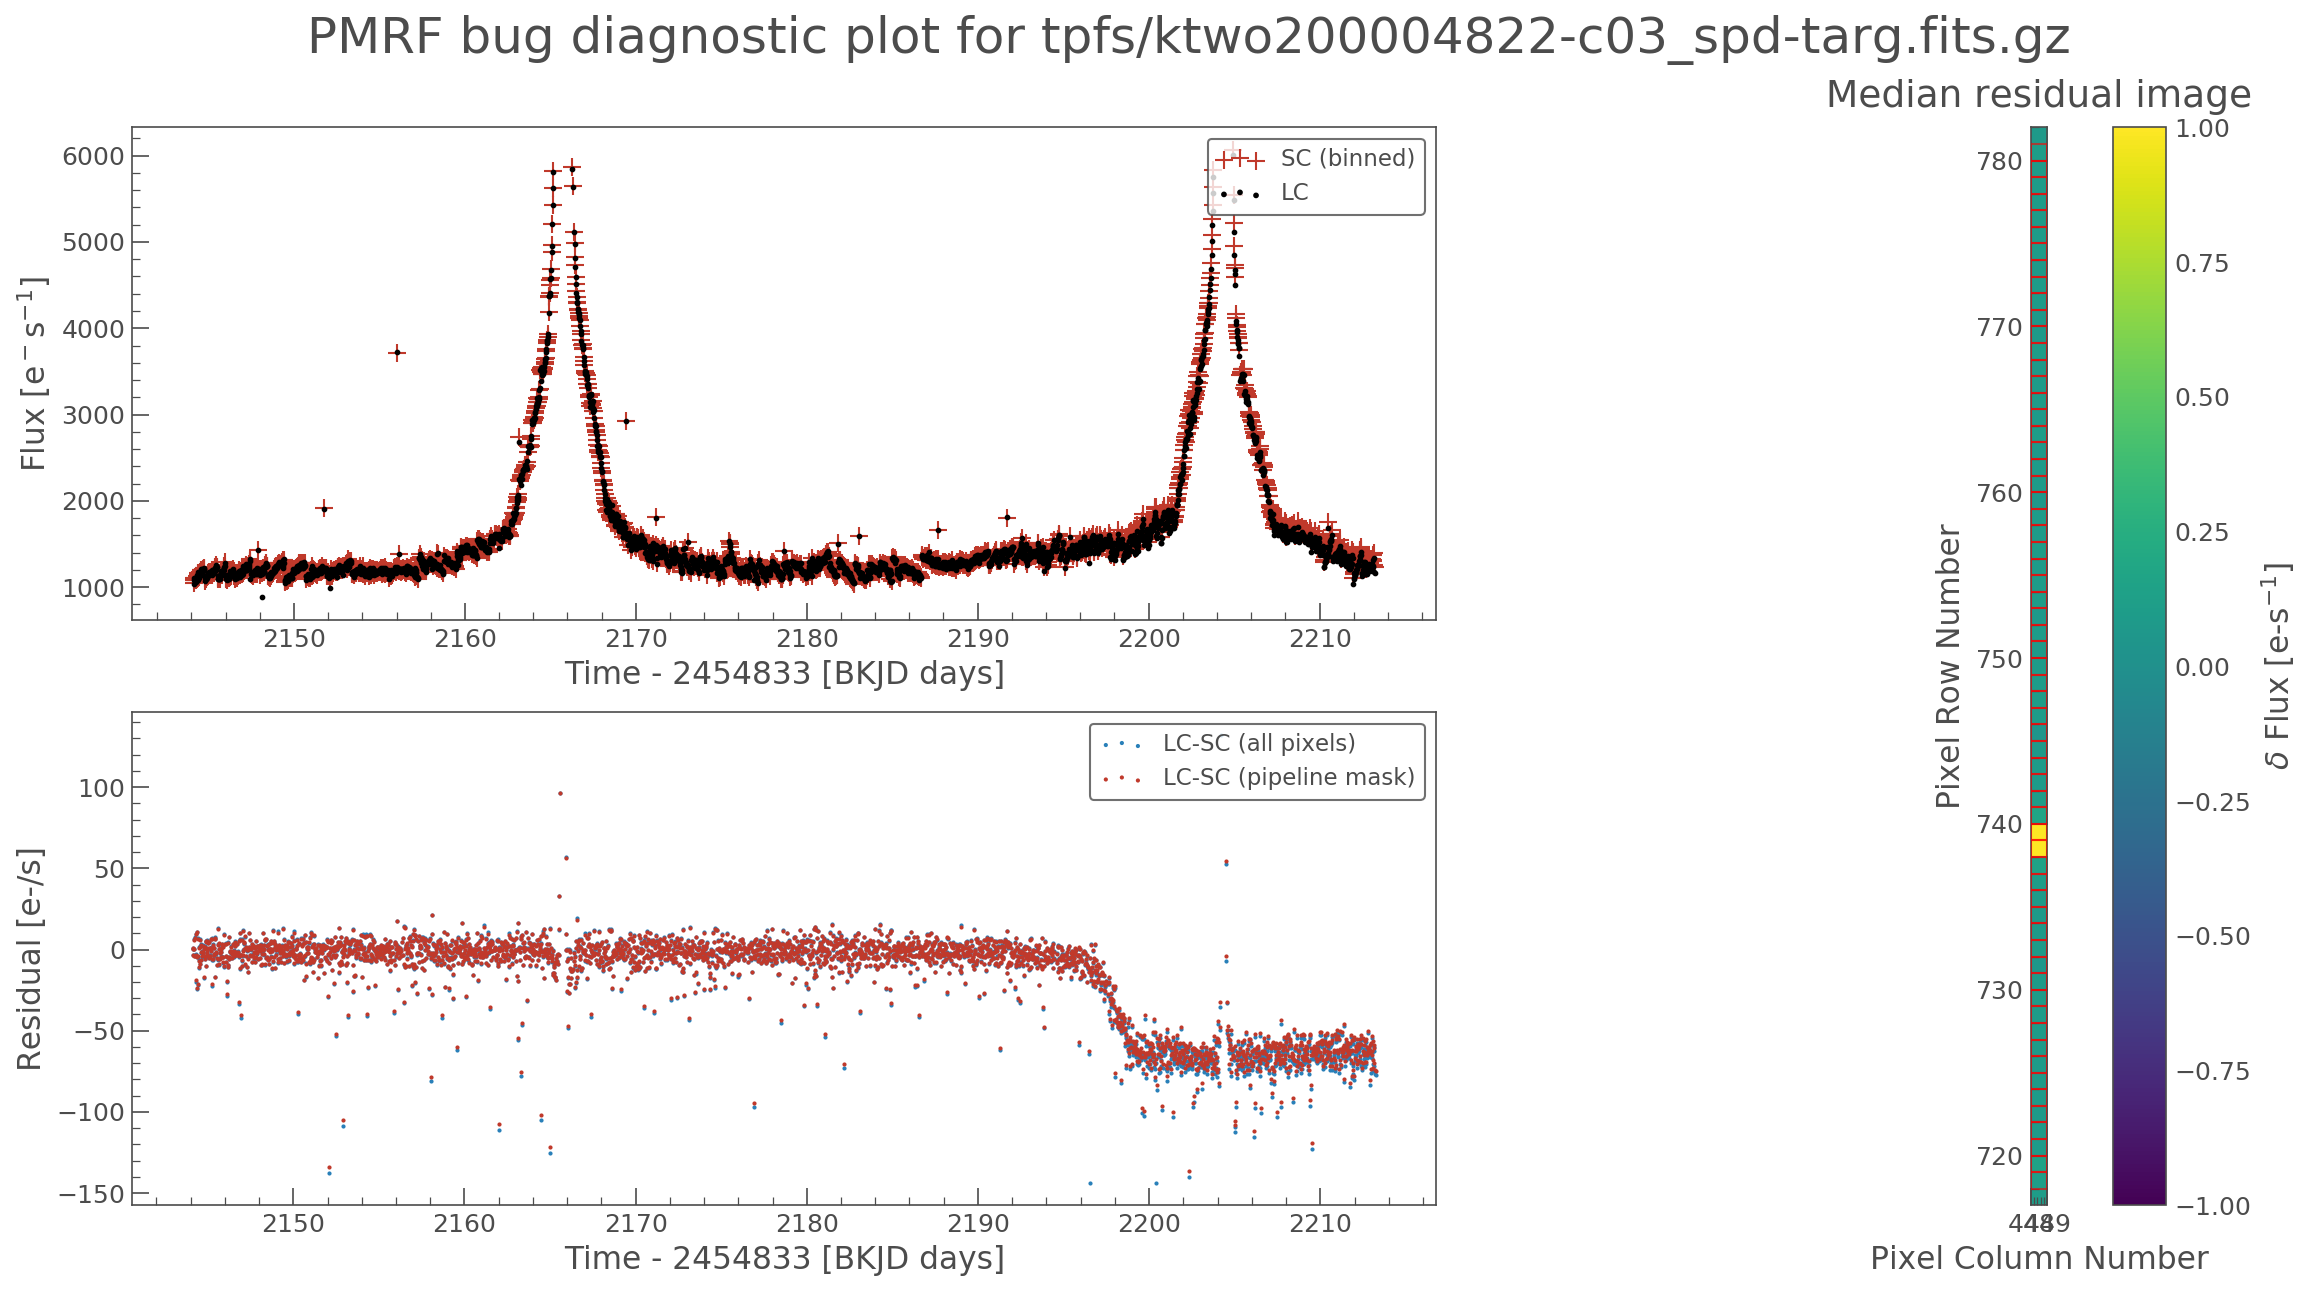 PMRF bug diagnostic plot for tpfs/ktwo200004822-c03_spd-targ.fits.gz
6000
5000
4000
3000
2000
1000
Flux [e⁻ s⁻¹]
SC (binned)
LC
2150 2160 2170 2180 2190 2200 2210
Time - 2454833 [BKJD days]
100
50
0
−50
−100
−150
Residual [e-/s]
LC-SC (all pixels)
LC-SC (pipeline mask)
2150 2160 2170 2180 2190 2200 2210
Time - 2454833 [BKJD days]
Median residual image
780
770
760
750
740
730
720
Pixel Row Number
448 449
Pixel Column Number
1.00
0.75
0.50
0.25
0.00
−0.25
−0.50
−0.75
−1.00
δ Flux [e-s⁻¹]